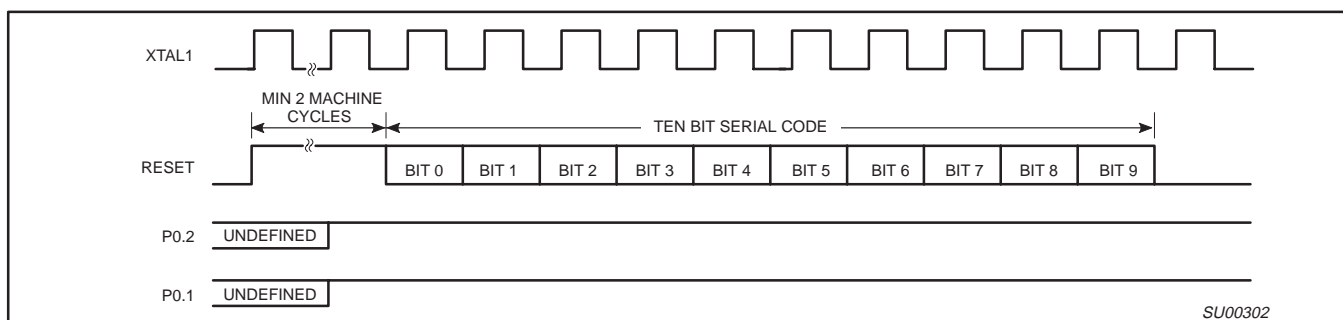 XTAL1
MIN 2 MACHINE
CYCLES
TEN BIT SERIAL CODE
RESET
BIT 0 BIT 1 BIT 2 BIT 3 BIT 4 BIT 5 BIT 6 BIT 7 BIT 8 BIT 9
P0.2 UNDEFINED
P0.1 UNDEFINED
SU00302